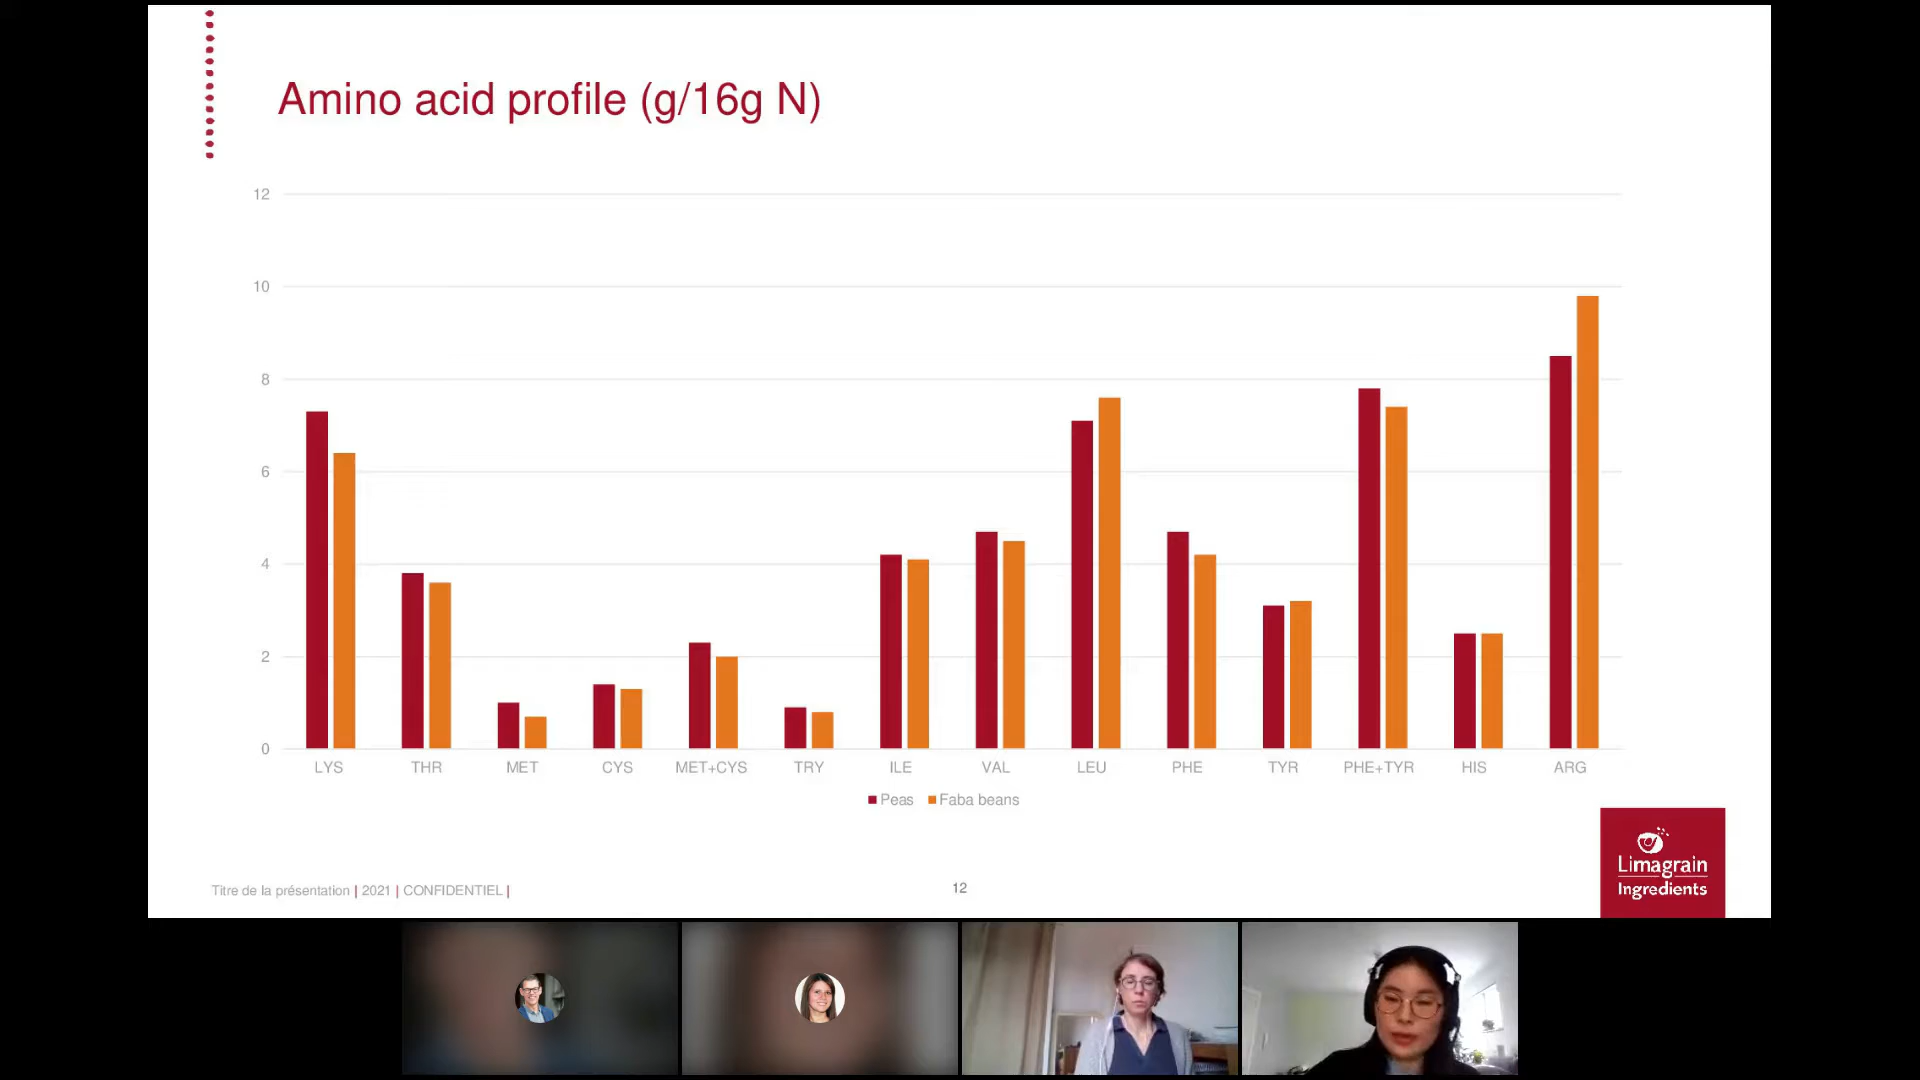 Amino acid profile (g/16g N)
12
10
8
6
4
2
0
LYS THR MET CYS MET+CYS TRY ILE VAL LEU PHE TYR PHE+TYR HIS ARG
Peas Faba beans
Limagrain
Ingredients
Titre de la présentation | 2021 | CONFIDENTIEL |
12